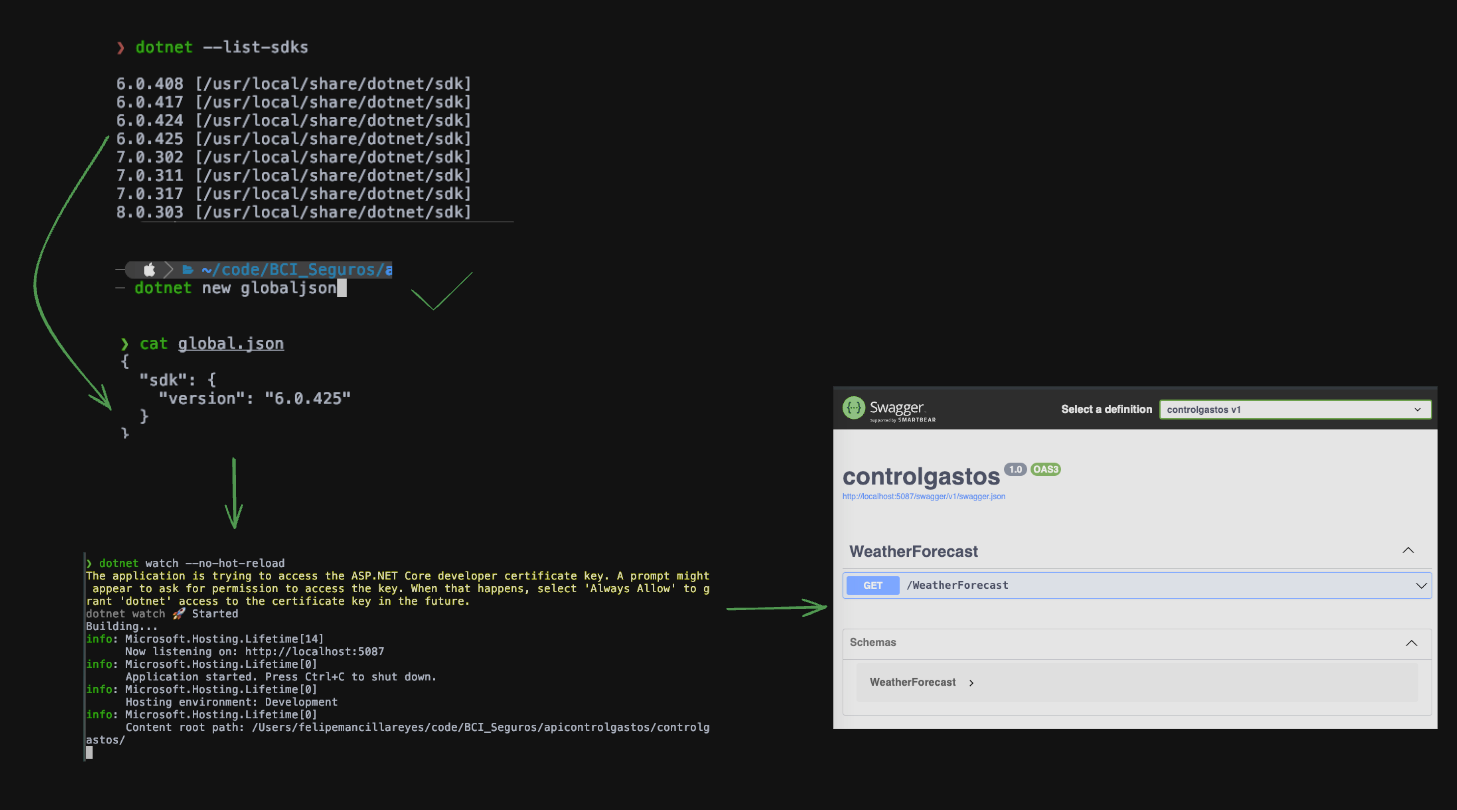 ❯ dotnet --list-sdks
6.0.408 [/usr/local/share/dotnet/sdk]
6.0.417 [/usr/local/share/dotnet/sdk]
6.0.424 [/usr/local/share/dotnet/sdk]
6.0.425 [/usr/local/share/dotnet/sdk]
7.0.302 [/usr/local/share/dotnet/sdk]
7.0.311 [/usr/local/share/dotnet/sdk]
7.0.317 [/usr/local/share/dotnet/sdk]
8.0.303 [/usr/local/share/dotnet/sdk]
~/code/BCI_Seguros/a
dotnet new globaljson
❯ cat global.json
{
"sdk": {
"version": "6.0.425"
}
}
❯ dotnet watch --no-hot-reload
The application is trying to access the ASP.NET Core developer certificate key. A prompt might
appear to ask for permission to access the key. When that happens, select 'Always Allow' to g
rant 'dotnet' access to the certificate key in the future.
dotnet watch 🚀 Started
Building...
info: Microsoft.Hosting.Lifetime[14]
Now listening on: http://localhost:5087
info: Microsoft.Hosting.Lifetime[0]
Application started. Press Ctrl+C to shut down.
info: Microsoft.Hosting.Lifetime[0]
Hosting environment: Development
info: Microsoft.Hosting.Lifetime[0]
Content root path: /Users/felipemancillareyes/code/BCI_Seguros/apicontrolgastos/controlg
astos/
{···} Swagger.
Supported by SMARTBEAR
Select a definition controlgastos v1
controlgastos 1.0 OAS3
http://localhost:5087/swagger/v1/swagger.json
WeatherForecast
GET /WeatherForecast
Schemas
WeatherForecast